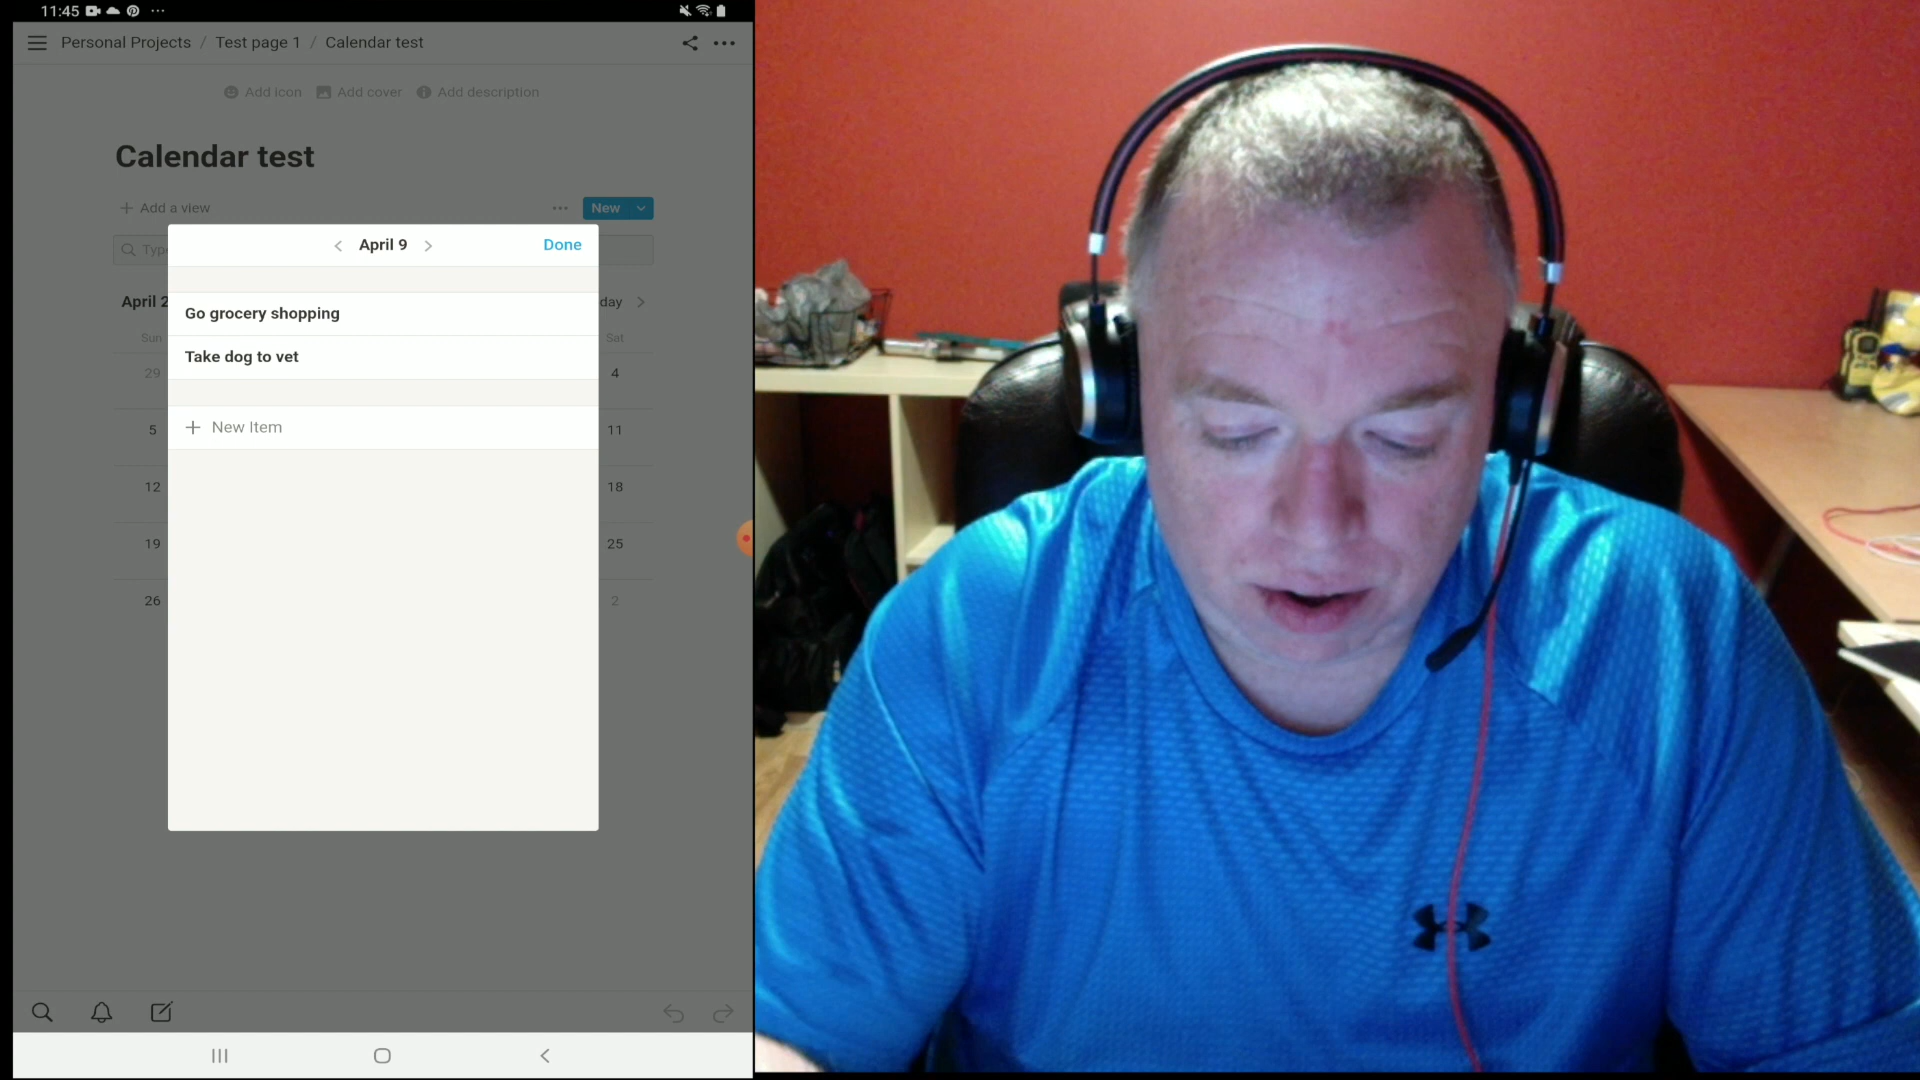 11:45
Personal Projects / Test page 1 / Calendar test
Add icon Add cover Add description
Calendar test
+ Add a view ... New
Typ
< April 9 > Done
April 2 day >
Go grocery shopping
Sun Sat
Take dog to vet
29 4
+ New Item
5 11
12 18
19 25
26 2